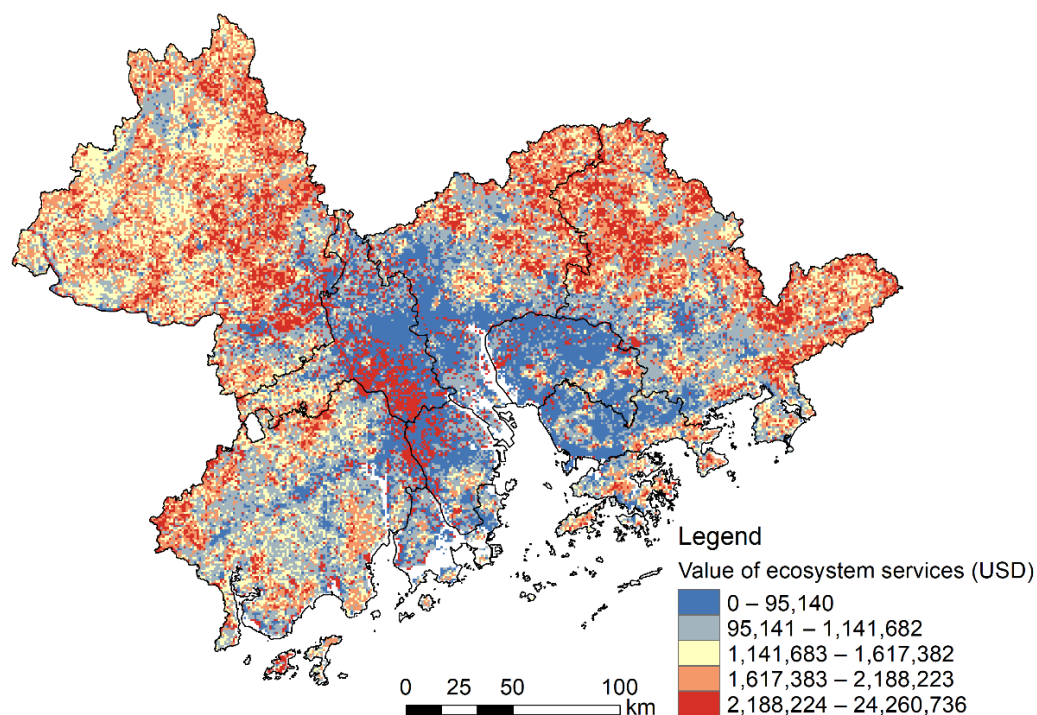 Legend
Value of ecosystem services (USD)
0 – 95,140
95,141 – 1,141,682
1,141,683 – 1,617,382
1,617,383 – 2,188,223
2,188,224 – 24,260,736
0 25 50 100
km